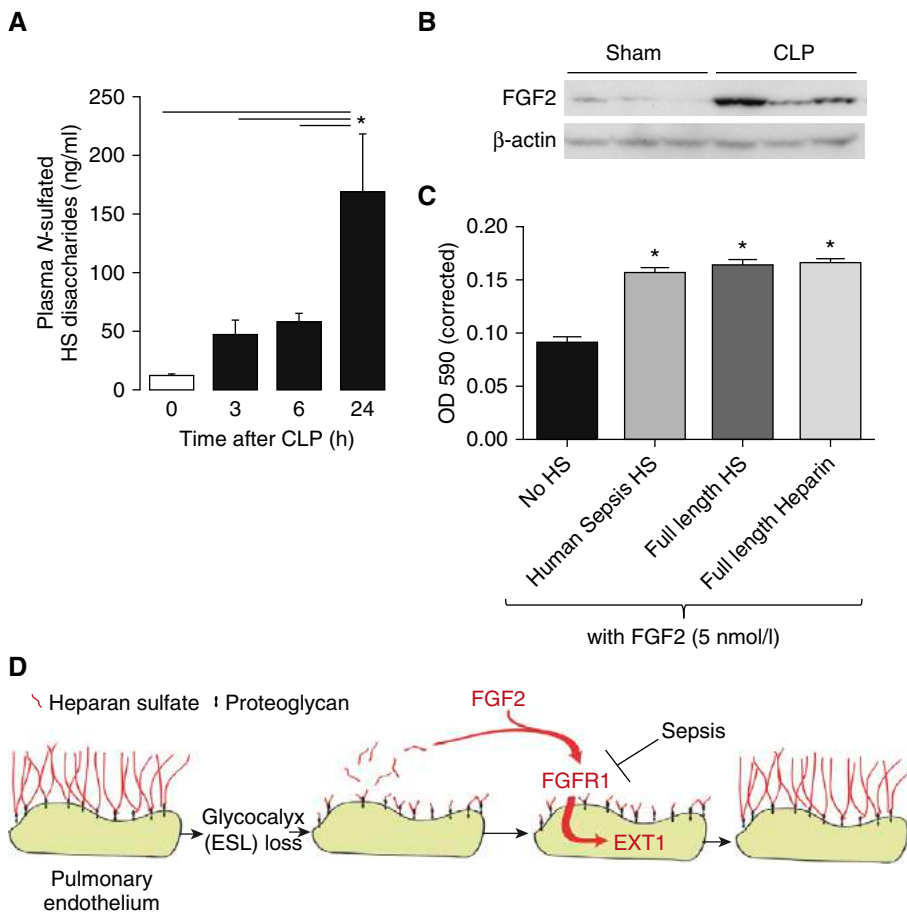 A
250
200
150
100
50
0
Plasma N-sulfated
HS disaccharides (ng/ml)
*
0 3 6 24
Time after CLP (h)
B
Sham CLP
FGF2
β-actin
C
0.20
0.15
0.10
0.05
0.00
OD 590 (corrected)
* * *
No HS
Human Sepsis HS
Full length HS
Full length Heparin
with FGF2 (5 nmol/l)
D
Heparan sulfate Proteoglycan
FGF2
Sepsis
FGFR1
Glycocalyx
(ESL) loss
EXT1
Pulmonary
endothelium